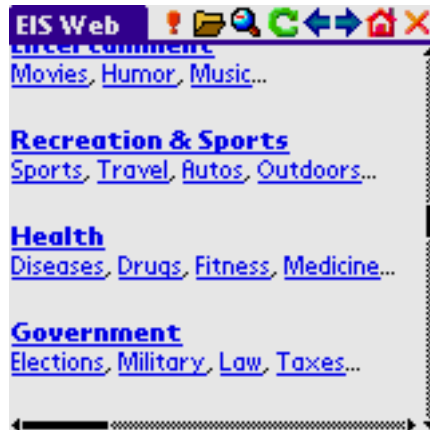 EIS Web
Entertainment
Movies, Humor, Music...
Recreation & Sports
Sports, Travel, Autos, Outdoors...
Health
Diseases, Drugs, Fitness, Medicine...
Government
Elections, Military, Law, Taxes...